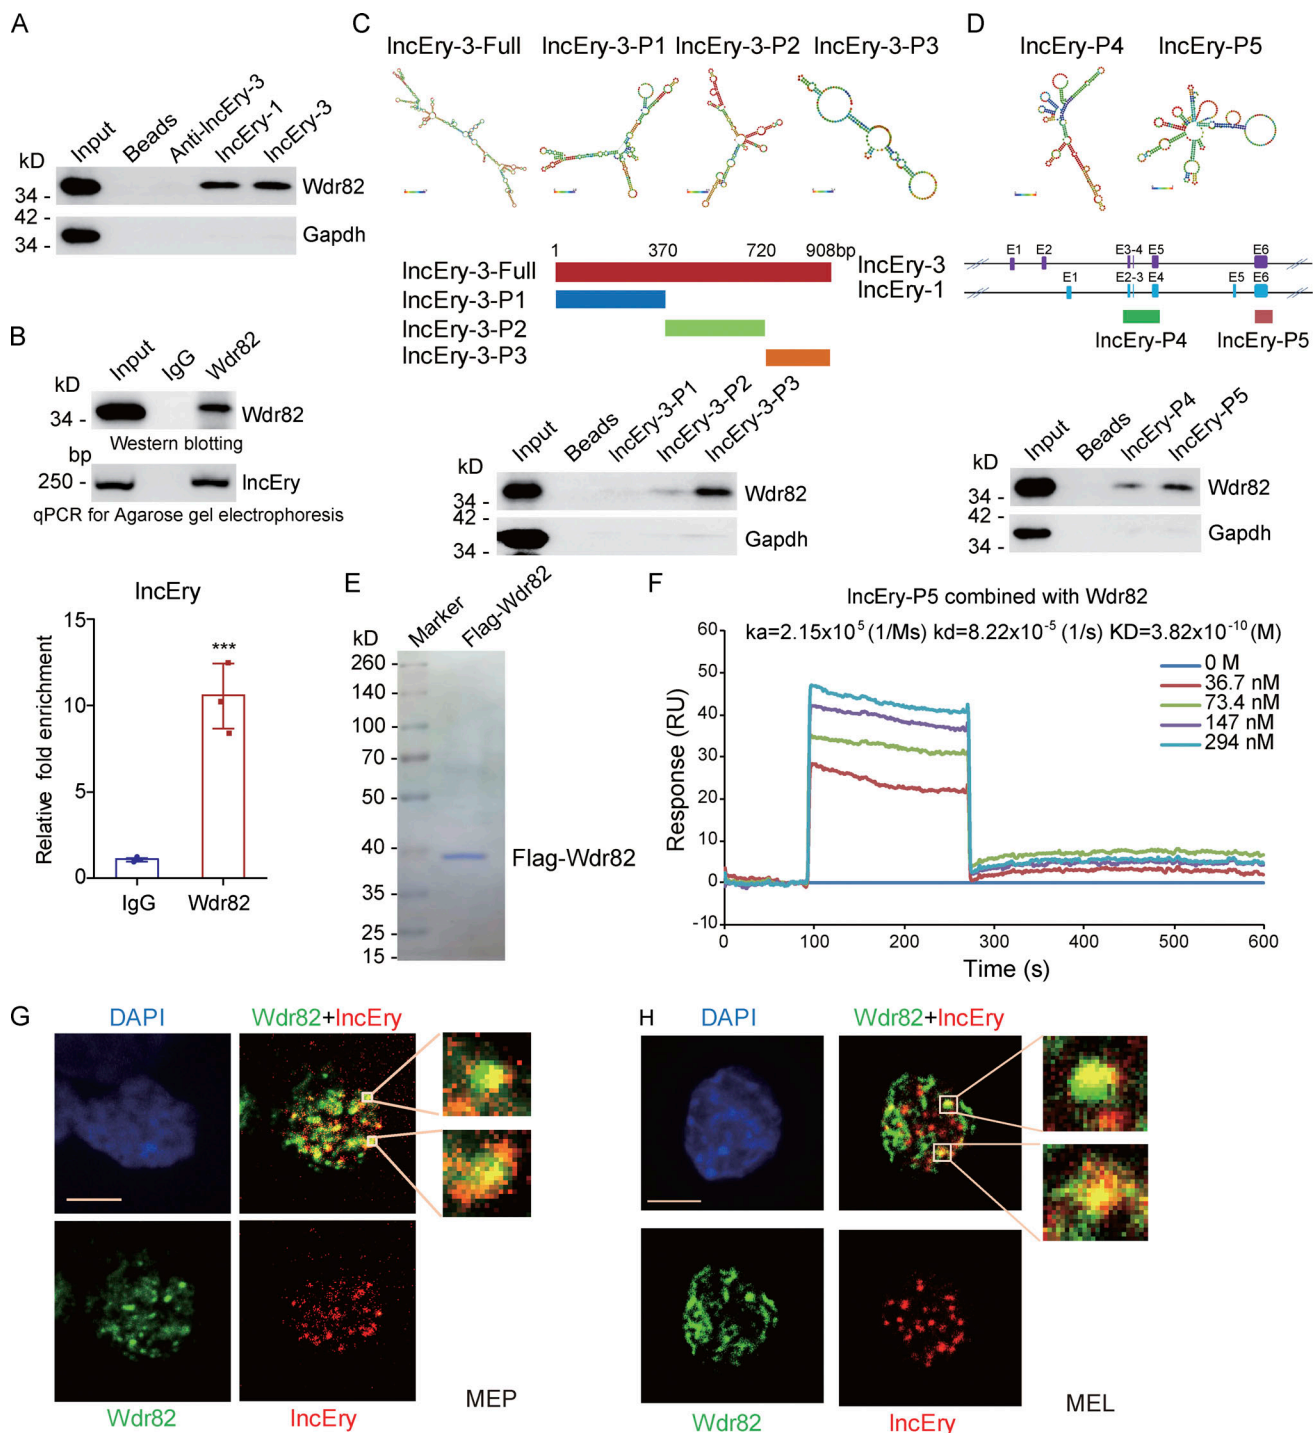 A
Input
Beads
Anti-lncEry-3
lncEry-1
lncEry-3
kD
34 -
Wdr82
42 -
34 -
Gapdh
B
Input
IgG
Wdr82
kD
34 -
Wdr82
Western blotting
bp
250 -
lncEry
qPCR for Agarose gel electrophoresis
lncEry
Relative fold enrichment
15
10
5
0
***
IgG
Wdr82
C
lncEry-3-Full
lncEry-3-P1
lncEry-3-P2
lncEry-3-P3
1
370
720
908bp
lncEry-3-Full
lncEry-3-P1
lncEry-3-P2
lncEry-3-P3
Input
Beads
lncEry-3-P1
lncEry-3-P2
lncEry-3-P3
kD
34 -
Wdr82
42 -
34 -
Gapdh
D
lncEry-P4
lncEry-P5
lncEry-3
E1
E2
E3-4
E5
E6
lncEry-1
E1
E2-3
E4
E5
E6
lncEry-P4
lncEry-P5
Input
Beads
lncEry-P4
lncEry-P5
kD
34 -
Wdr82
42 -
34 -
Gapdh
E
Marker
Flag-Wdr82
kD
260
140
100
70
50
40
35
25
15
Flag-Wdr82
F
lncEry-P5 combined with Wdr82
ka=2.15x10⁵ (1/Ms) kd=8.22x10⁻⁵ (1/s) KD=3.82x10⁻¹⁰ (M)
0 M
36.7 nM
73.4 nM
147 nM
294 nM
Response (RU)
60
50
40
30
20
10
0
-10
0
100
200
300
400
500
600
Time (s)
G
DAPI
Wdr82+lncEry
Wdr82
lncEry
MEP
H
DAPI
Wdr82+lncEry
Wdr82
lncEry
MEL